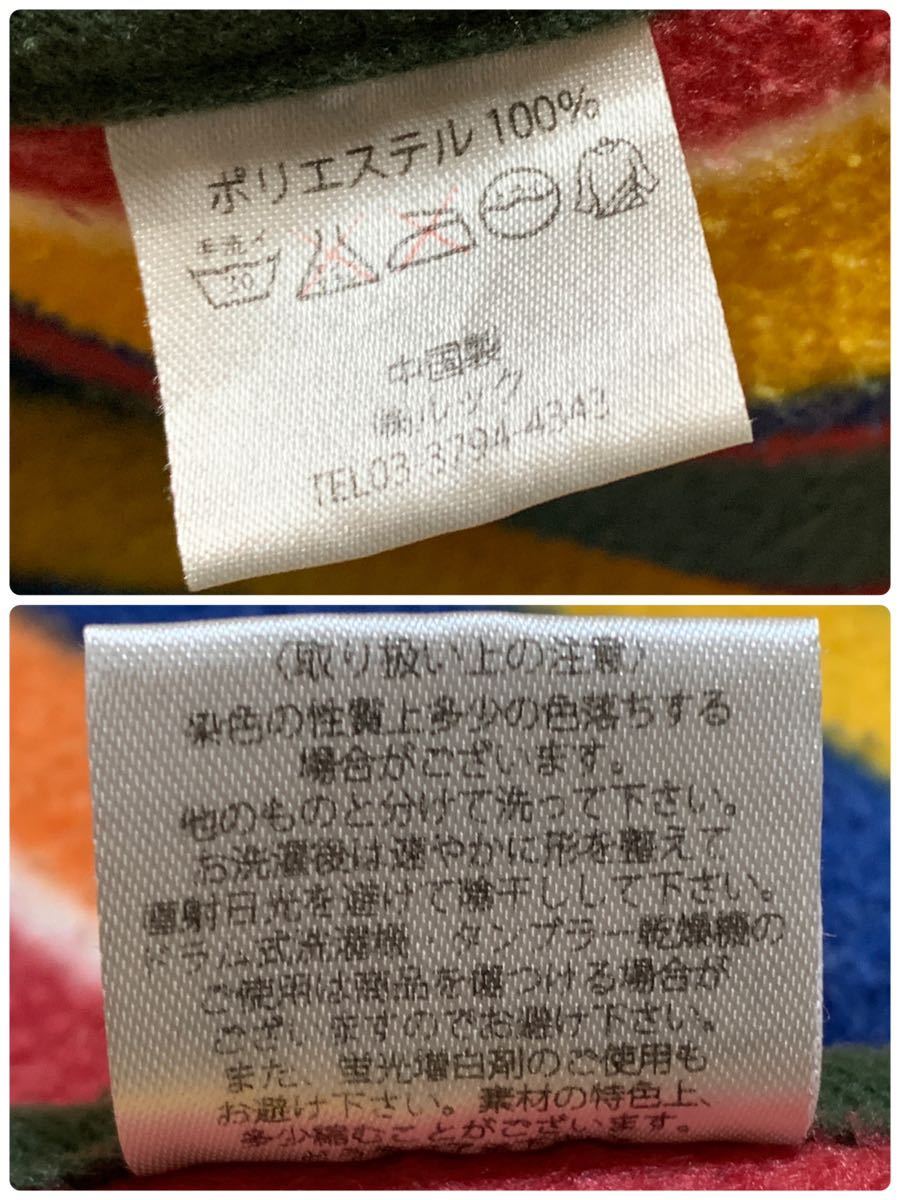 ポリエステル 100%
手洗イ
30
中国製
㈱ルック
TEL03-3794-4343
〈取り扱い上の注意〉
染色の性質上多少の色落ちする
場合がございます。
他のものと分けて洗って下さい。
お洗濯後は速やかに形を整えて
直射日光を避けて陰干しして下さい。
ドラム式洗濯機・タンブラー乾燥機の
ご使用は商品を傷つける場合が
ございますのでお避け下さい。
また、蛍光増白剤のご使用も
お避け下さい。素材の特色上、
多少縮むことがございます。